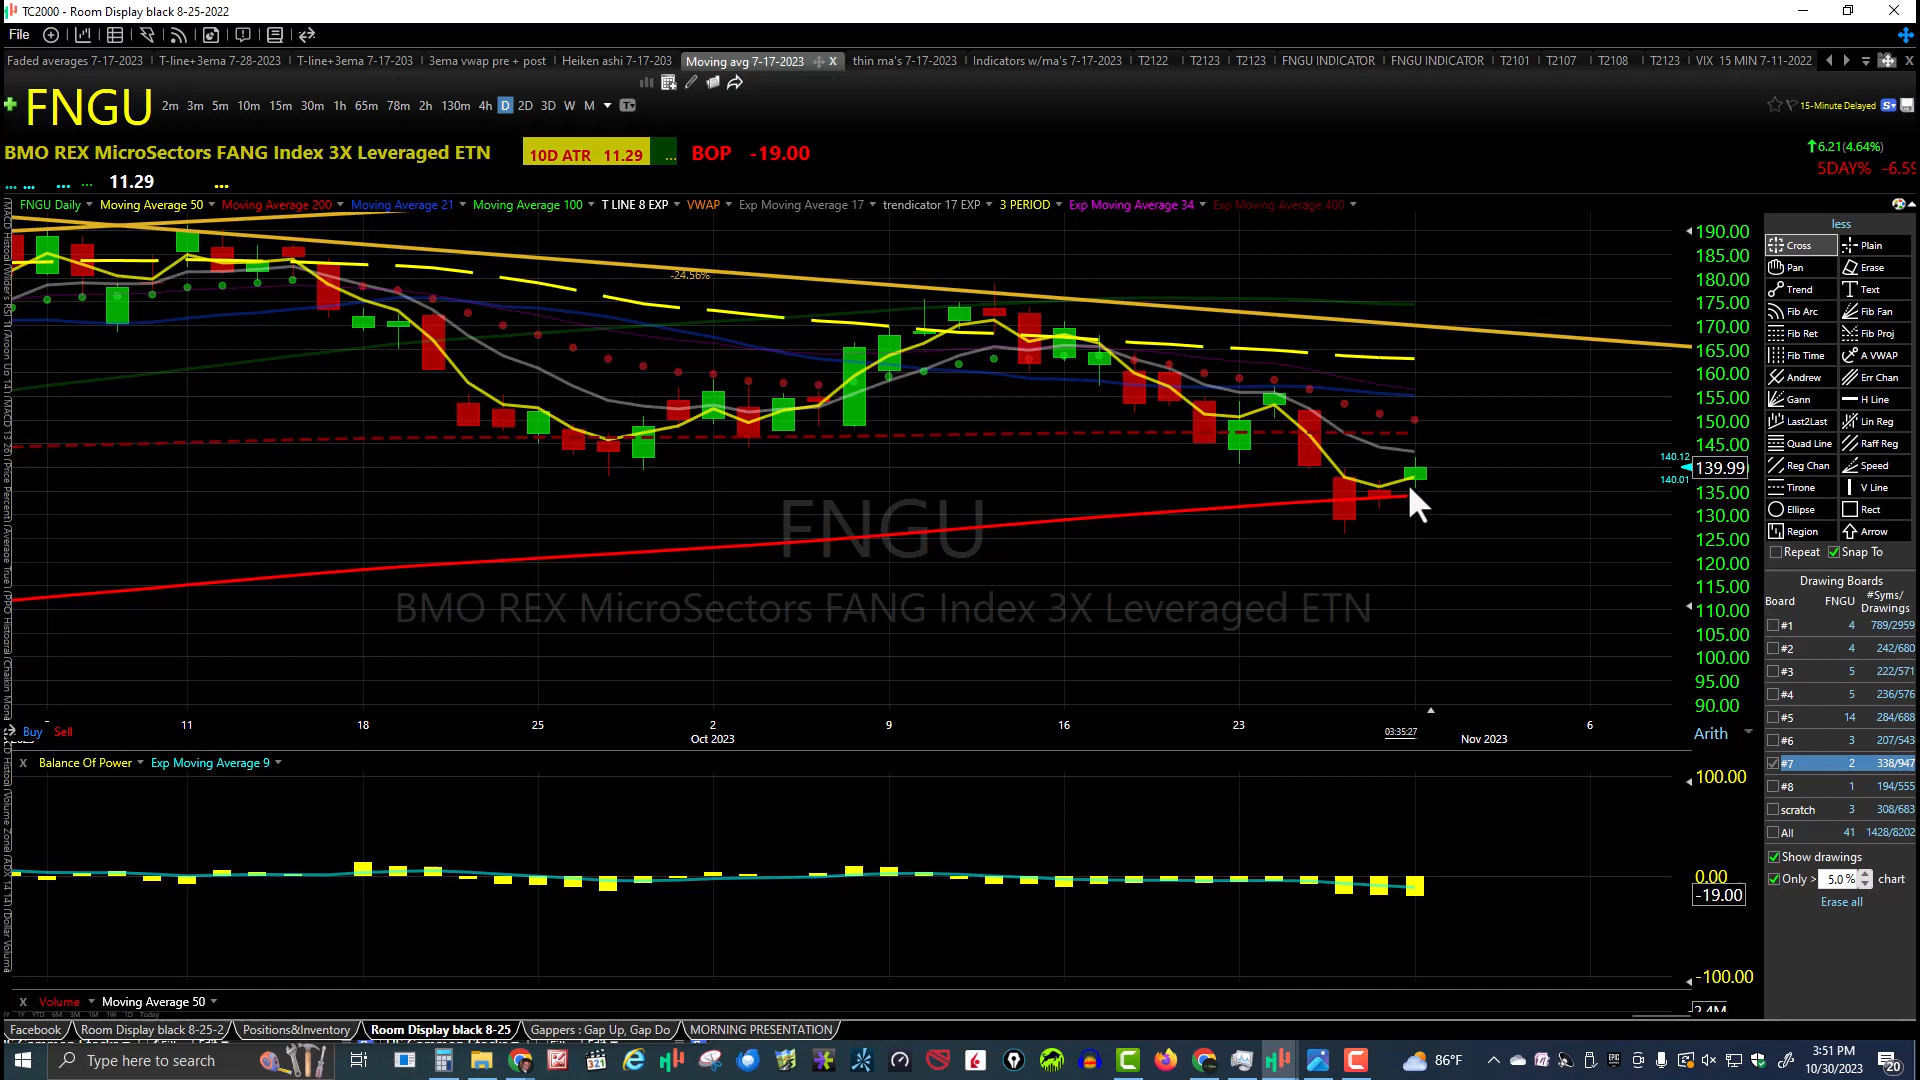 TC2000 - Room Display black 8-25-2022
File
Faded averages 7-17-2023 T-line+3ema 7-28-2023 T-line+3ema 7-17-203 3ema vwap pre + post Heiken ashi 7-17-203 Moving avg 7-17-2023 X thin ma's 7-17-2023 Indicators w/ma's 7-17-2023 T2122 T2123 T2123 FNGU INDICATOR FNGU INDICATOR T2101 T2107 T2108 T2123 VIX 15 MIN 7-11-2022
FNGU 2m 3m 5m 10m 15m 30m 1h 65m 78m 2h 130m 4h D 2D 3D W M
15-Minute Delayed
BMO REX MicroSectors FANG Index 3X Leveraged ETN 10D ATR 11.29 ... BOP -19.00
6.21(4.64%)
5DAY% -6.5
... ... ... ... 11.29 ...
FNGU Daily Moving Average 50 Moving Average 200 Moving Average 21 Moving Average 100 T LINE 8 EXP VWAP Exp Moving Average 17 trendicator 17 EXP 3 PERIOD Exp Moving Average 34 Exp Moving Average 400
-24.56%
190.00
185.00
180.00
175.00
170.00
165.00
160.00
155.00
150.00
145.00
140.12
139.99
140.01
135.00
130.00
125.00
120.00
115.00
110.00
105.00
100.00
95.00
90.00
FNGU
BMO REX MicroSectors FANG Index 3X Leveraged ETN
11 18 25 2 9 16 23 6
Buy Sell
Oct 2023 03:35:27 Nov 2023
Arith
X Balance Of Power Exp Moving Average 9
100.00
0.00
-19.00
-100.00
X Volume Moving Average 50
less
Cross Plain
Pan Erase
Trend Text
Fib Arc Fib Fan
Fib Ret Fib Proj
Fib Time A VWAP
Andrew Err Chan
Gann H Line
Last2Last Lin Reg
Quad Line Raff Reg
Reg Chan Speed
Tirone V Line
Ellipse Rect
Region Arrow
Repeat Snap To
Drawing Boards
Board FNGU #Syms/
Drawings
#1 4 789/2959
#2 4 242/680
#3 5 222/571
#4 5 236/576
#5 14 284/688
#6 3 207/543
#7 2 338/947
#8 1 194/555
scratch 3 308/683
All 41 1428/8202
Show drawings
Only > 5.0 % chart
Erase all
Facebook Room Display black 8-25-2 Positions&Inventory Room Display black 8-25 Gappers : Gap Up, Gap Do MORNING PRESENTATION
Type here to search
86°F
3:51 PM
10/30/2023
20